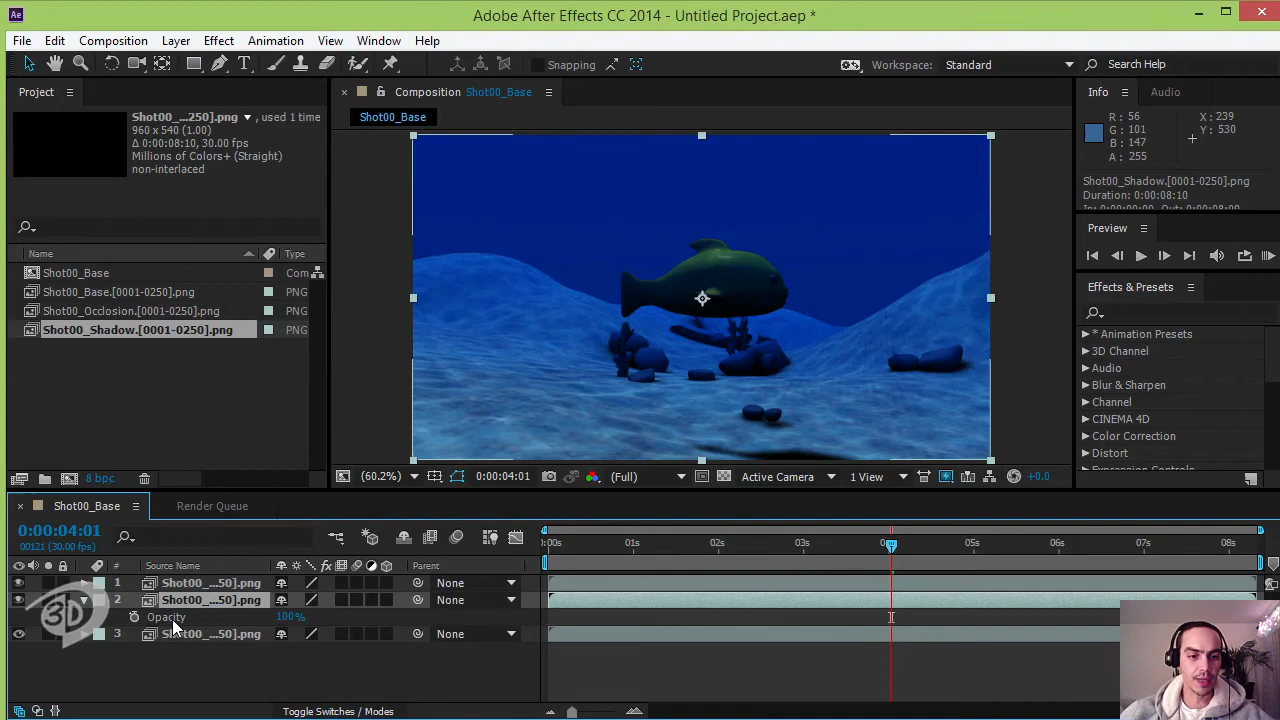 Ae
Adobe After Effects CC 2014 - Untitled Project.aep *
File Edit Composition Layer Effect Animation View Window Help
T Snapping Workspace: Standard Search Help
Project
Shot00_...250].png , used 1 time
960 x 540 (1.00)
Δ 0:00:08:10, 30.00 fps
Millions of Colors+ (Straight)
non-interlaced
Name Type
Shot00_Base Com
Shot00_Base.[0001-0250].png PNG
Shot00_Occlusion.[0001-0250].png PNG
Shot00_Shadow.[0001-0250].png PNG
8 bpc
Composition Shot00_Base
Shot00_Base
(60.2%) 0:00:04:01 (Full) Active Camera 1 View +0.0
Info Audio
R: 56 X: 239
G: 101 Y: 530
B: 147
A: 255
Shot00_Shadow.[0001-0250].png
Duration: 0:00:08:10
Preview
Effects & Presets
* Animation Presets
3D Channel
Audio
Blur & Sharpen
Channel
CINEMA 4D
Color Correction
Distort
Expression Controls
Shot00_Base Render Queue
0:00:04:01
00121 (30.00 fps)
# Source Name fx Parent
:00s 01s 02s 03s 05s 06s 07s 08s
1 Shot00_...50].png None
2 Shot00_...50].png None
Opacity 100%
3 Shot00_...50].png None
3D
Toggle Switches / Modes